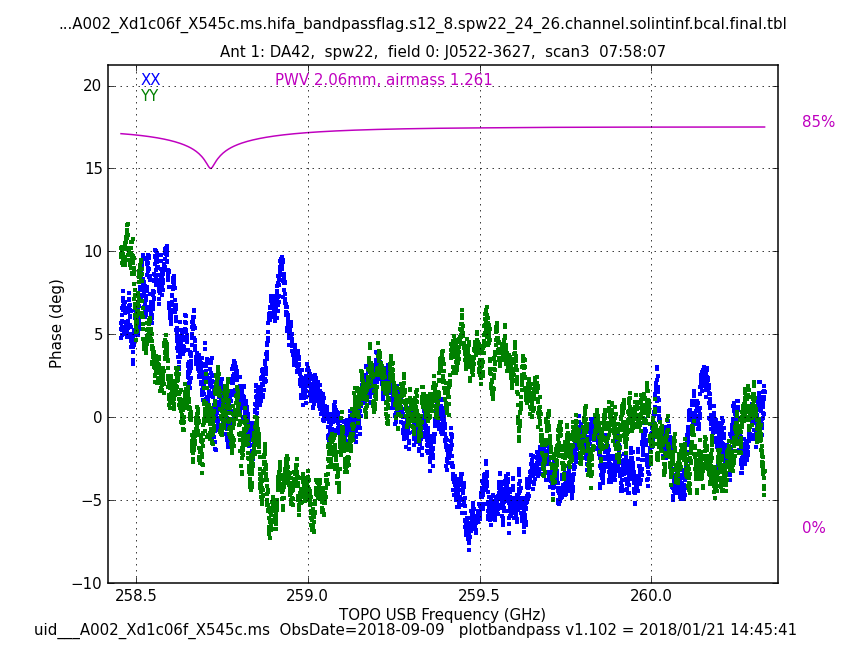 ...A002_Xd1c06f_X545c.ms.hifa_bandpassflag.s12_8.spw22_24_26.channel.solintinf.bcal.final.tbl
Ant 1: DA42,  spw22,  field 0: J0522-3627,  scan3  07:58:07
XX
YY
PWV 2.06mm, airmass 1.261
85%
0%
20
15
10
5
0
−5
−10
Phase (deg)
258.5 259.0 259.5 260.0
TOPO USB Frequency (GHz)
uid___A002_Xd1c06f_X545c.ms  ObsDate=2018-09-09   plotbandpass v1.102 = 2018/01/21 14:45:41